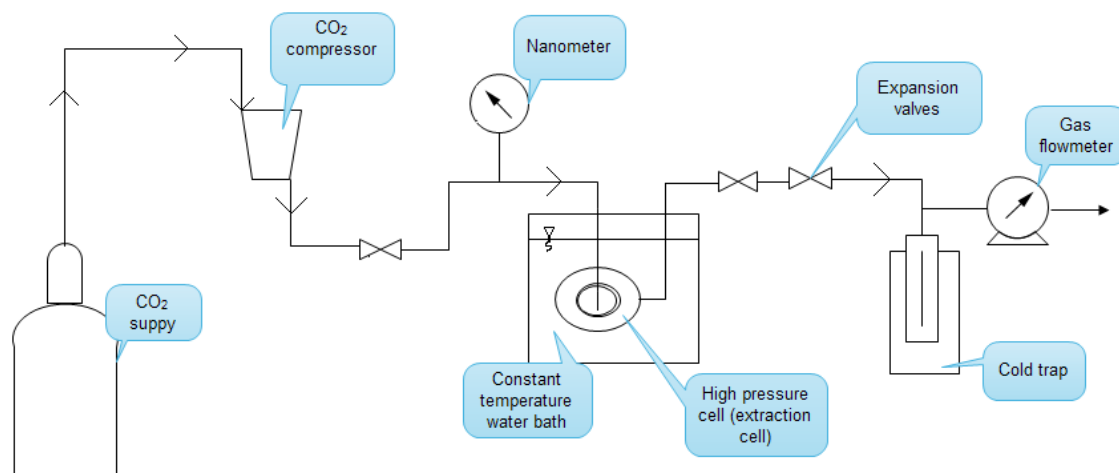 CO₂
compressor
Nanometer
Expansion
valves
Gas
flowmeter
CO₂
suppy
Constant
temperature
water bath
High pressure
cell (extraction
cell)
Cold trap